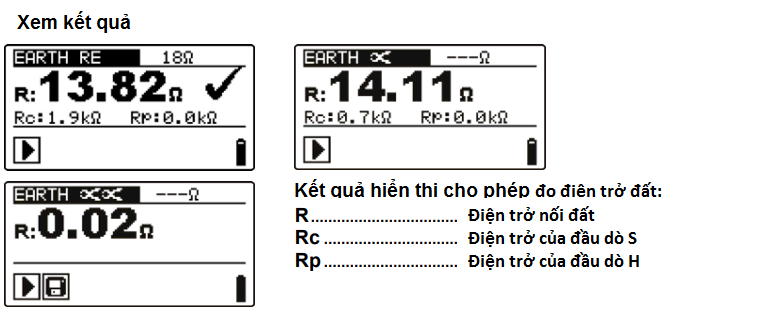 Xem kết quả
EARTH RE 18Ω
R:13.82Ω
Rc:1.9kΩ Rp:0.0kΩ
EARTH ---Ω
R:14.11Ω
Rc:0.7kΩ Rp:0.0kΩ
EARTH ---Ω
R:0.02Ω
Kết quả hiển thi cho phép đo điên trở đất:
R................................ Điện trở nối đất
Rc ............................. Điện trở của đầu dò S
Rp ............................. Điện trở của đầu dò H